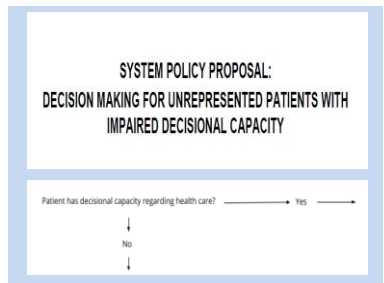 SYSTEM POLICY PROPOSAL:
DECISION MAKING FOR UNREPRESENTED PATIENTS WITH
IMPAIRED DECISIONAL CAPACITY
Patient has decisional capacity regarding health care? Yes
No